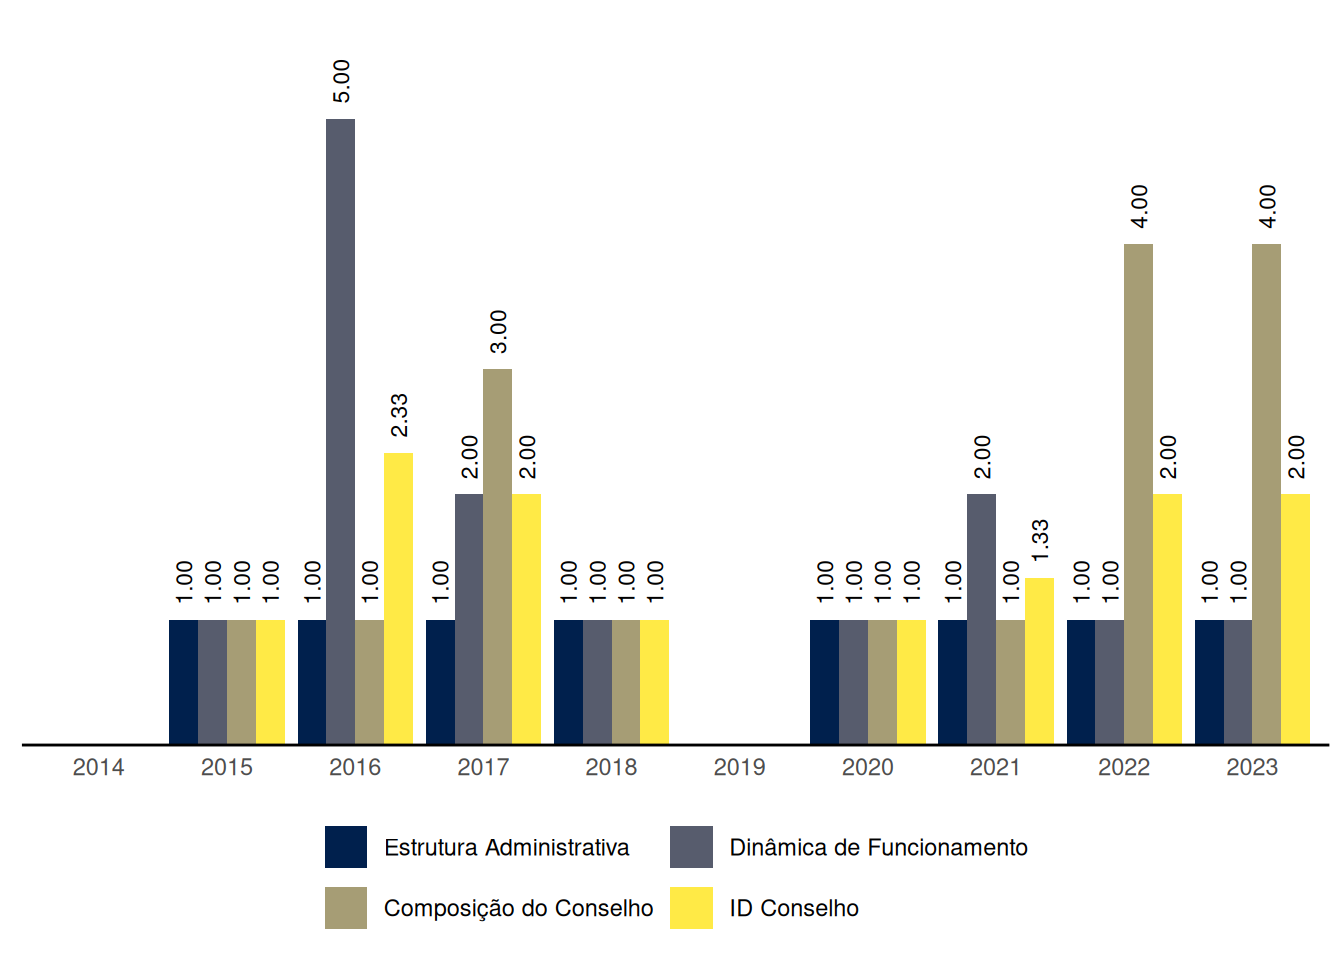 5.00
4.00 4.00
3.00
2.33
2.00 2.00 2.00 2.00 2.00
1.33
1.00 1.00 1.00 1.00 1.00 1.00 1.00 1.00 1.00 1.00 1.00 1.00 1.00 1.00 1.00 1.00 1.00 1.00 1.00 1.00 1.00
2014 2015 2016 2017 2018 2019 2020 2021 2022 2023
Estrutura Administrativa Dinâmica de Funcionamento
Composição do Conselho ID Conselho